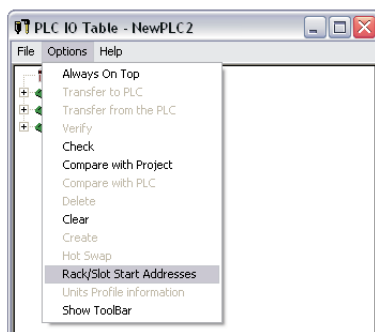 PLC IO Table - NewPLC2
File Options Help
Always On Top
Transfer to PLC
Transfer from the PLC
Verify
Check
Compare with Project
Compare with PLC
Delete
Clear
Create
Hot Swap
Rack/Slot Start Addresses
Units Profile information
Show ToolBar